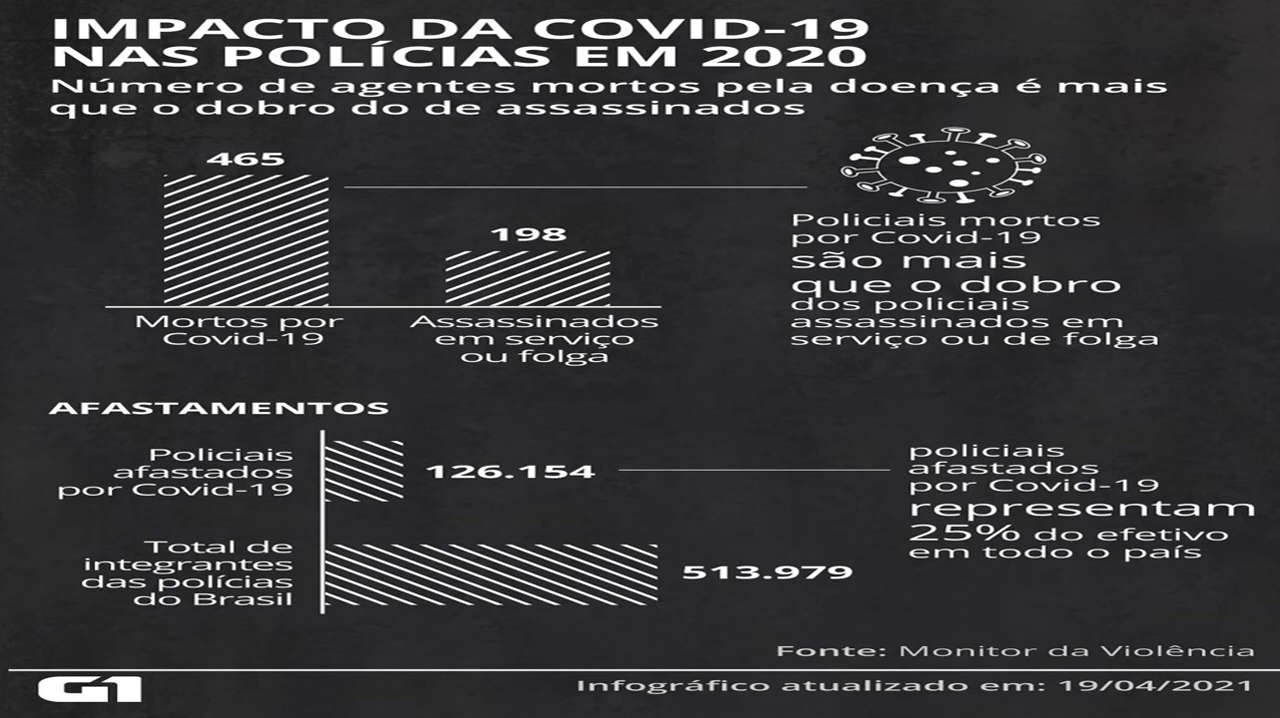 IMPACTO DA COVID-19
NAS POLÍCIAS EM 2020
Número de agentes mortos pela doença é mais
que o dobro do de assassinados
465
198
Mortos por
Covid-19
Assassinados
em serviço
ou folga
Policiais mortos
por Covid-19
são mais
que o dobro
dos policiais
assassinados em
serviço ou de folga
AFASTAMENTOS
Policiais
afastados
por Covid-19
126.154
policiais
afastados
por Covid-19
representam
25% do efetivo
em todo o país
Total de
integrantes
das polícias
do Brasil
513.979
Fonte: Monitor da Violência
G1
Infográfico atualizado em: 19/04/2021